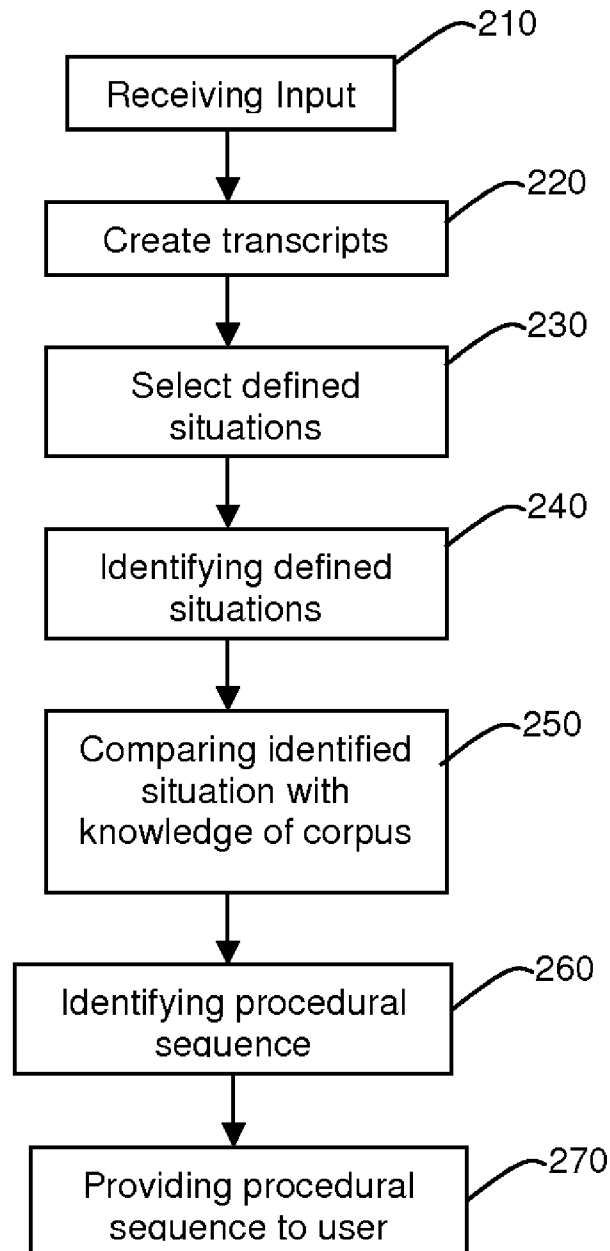 210
Receiving Input
220
Create transcripts
230
Select defined
situations
240
Identifying defined
situations
250
Comparing identified
situation with
knowledge of corpus
260
Identifying procedural
sequence
270
Providing procedural
sequence to user